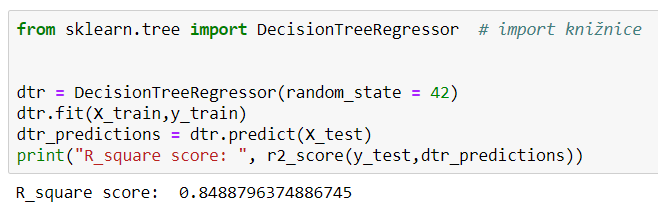 from sklearn.tree import DecisionTreeRegressor  # import knižnice
dtr = DecisionTreeRegressor(random_state = 42)
dtr.fit(X_train,y_train)
dtr_predictions = dtr.predict(X_test)
print("R_square score: ", r2_score(y_test,dtr_predictions))
R_square score:  0.8488796374886745